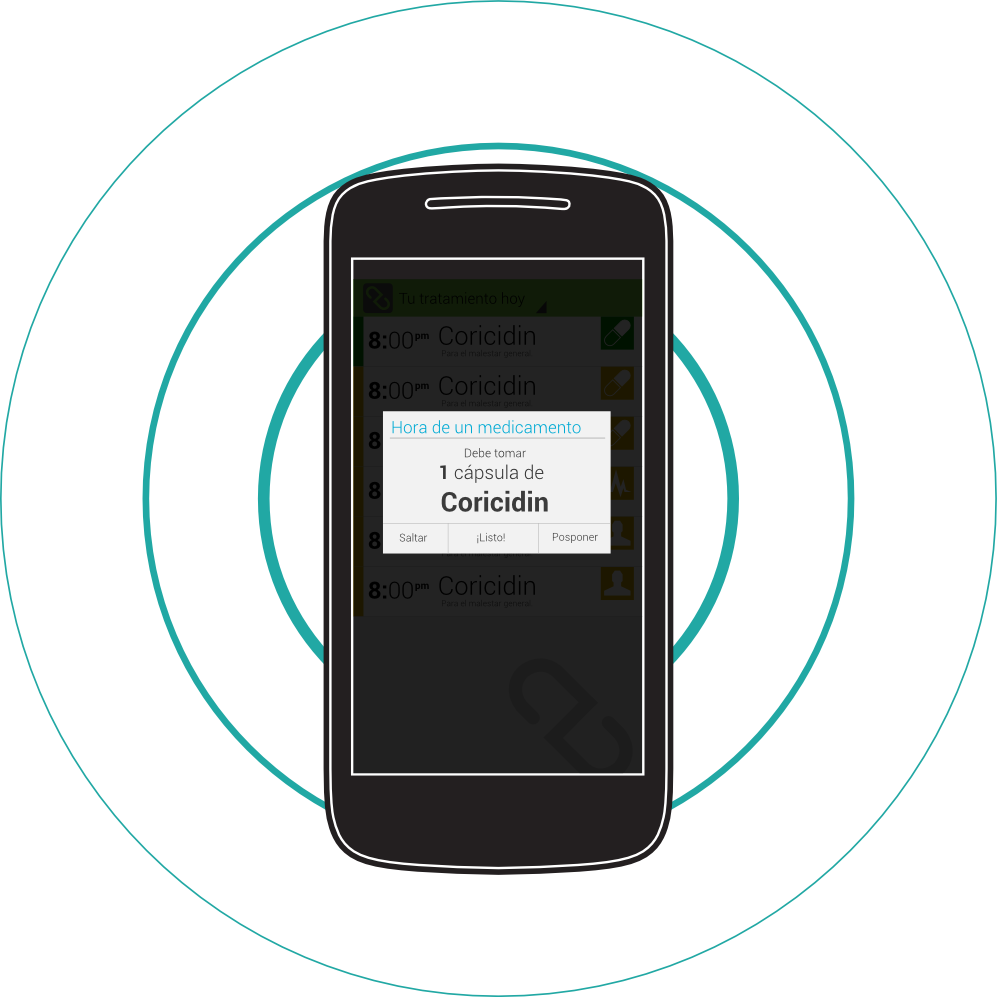 Tu tratamiento hoy
8:00pm Coricidin
Para el malestar general
8:00pm Coricidin
Para el malestar general
8
Hora de un medicamento
Debe tomar
1 cápsula de
8
Coricidin
8
Saltar ¡Listo! Posponer
8:00pm Coricidin
Para el malestar general